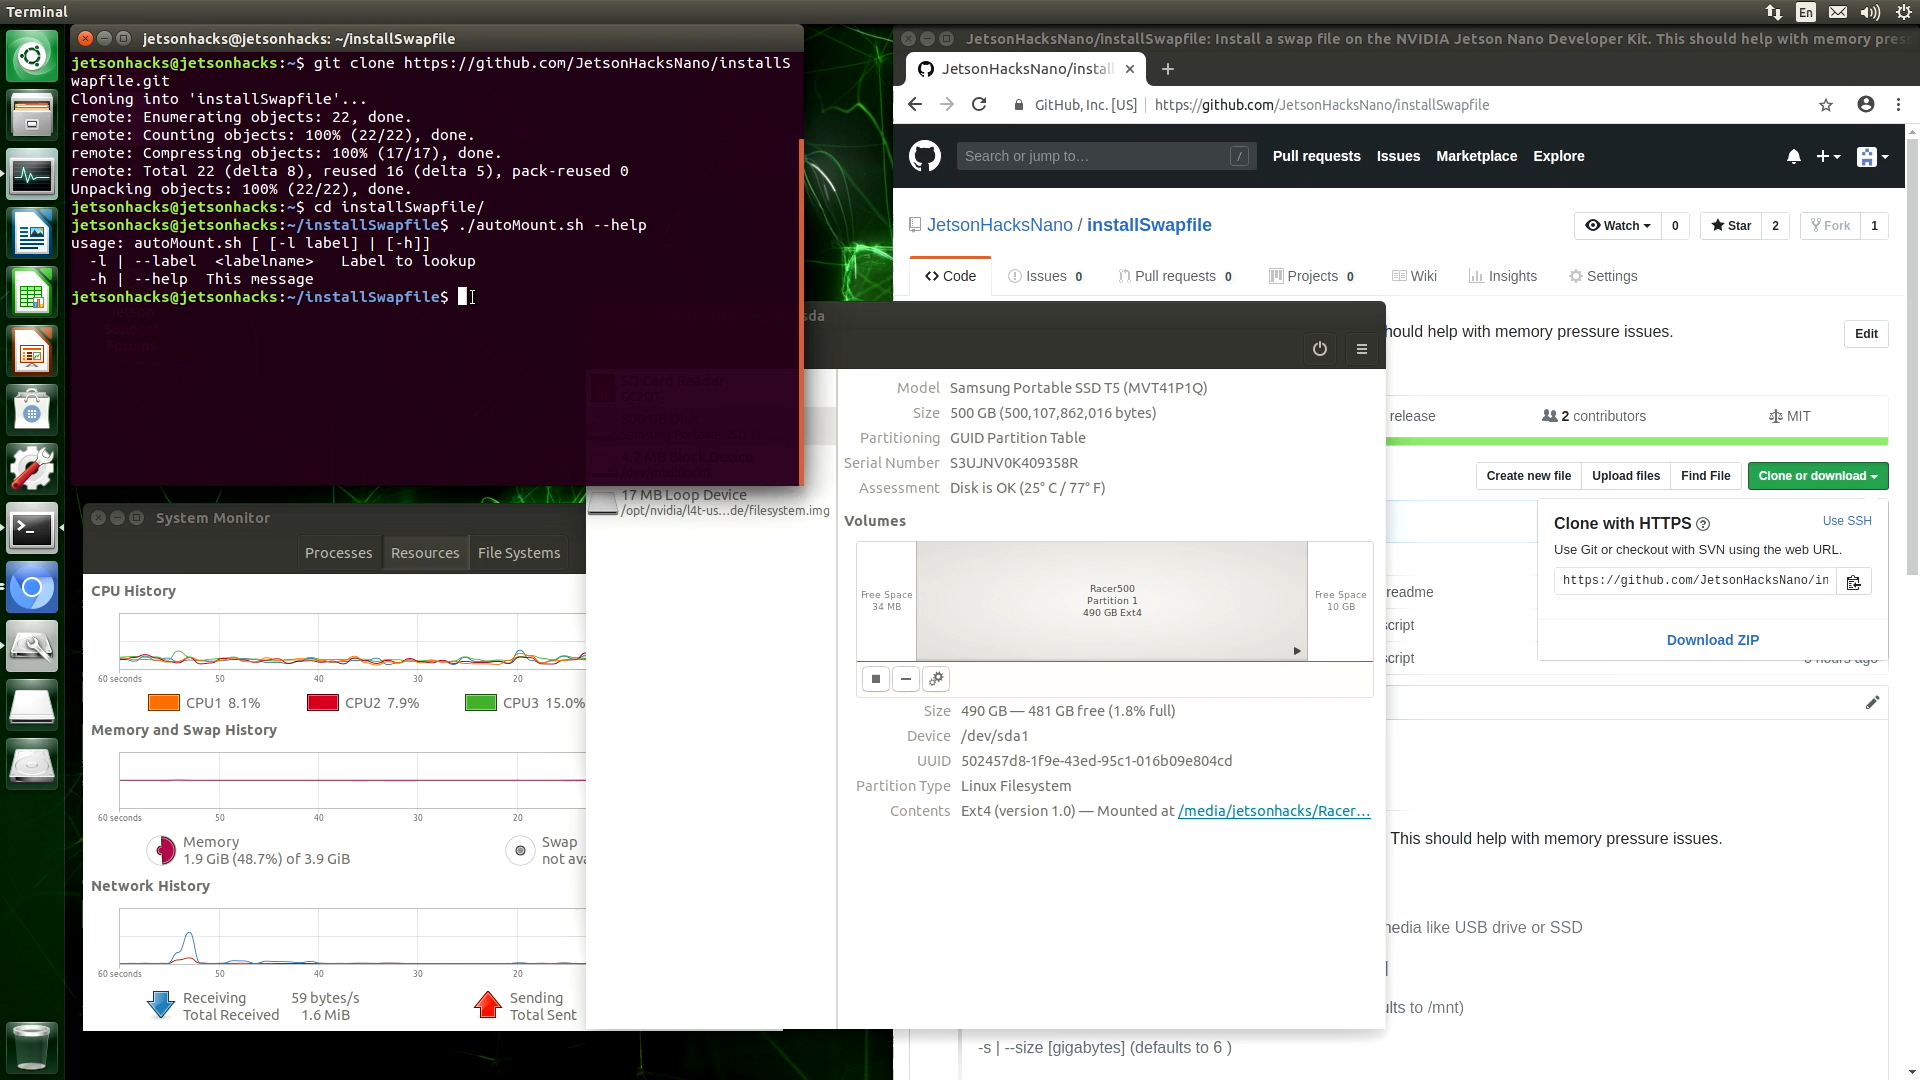 Terminal
En
jetsonhacks@jetsonhacks: ~/installSwapfile
jetsonhacks@jetsonhacks:~$ git clone https://github.com/JetsonHacksNano/installS
wapfile.git
Cloning into 'installSwapfile'...
remote: Enumerating objects: 22, done.
remote: Counting objects: 100% (22/22), done.
remote: Compressing objects: 100% (17/17), done.
remote: Total 22 (delta 8), reused 16 (delta 5), pack-reused 0
Unpacking objects: 100% (22/22), done.
jetsonhacks@jetsonhacks:~$ cd installSwapfile/
jetsonhacks@jetsonhacks:~/installSwapfile$ ./autoMount.sh --help
usage: autoMount.sh [ [-l label] | [-h]]
-l | --label  <labelname>   Label to lookup
-h | --help  This message
jetsonhacks@jetsonhacks:~/installSwapfile$
Support
Forums
JetsonHacksNano/installSwapfile: Install a swap file on the NVIDIA Jetson Nano Developer Kit. This should help with memory pres
JetsonHacksNano/instal
GitHub, Inc. [US]
https://github.com/JetsonHacksNano/installSwapfile
Search or jump to…
/
Pull requests
Issues
Marketplace
Explore
JetsonHacksNano / installSwapfile
Watch
0
Star
2
Fork
1
Code
Issues 0
Pull requests 0
Projects 0
Wiki
Insights
Settings
hould help with memory pressure issues.
Edit
release
2 contributors
MIT
Create new file
Upload files
Find File
Clone or download
Clone with HTTPS
Use SSH
Use Git or checkout with SVN using the web URL.
https://github.com/JetsonHacksNano/in
Download ZIP
readme
script
script
This should help with memory pressure issues.
media like USB drive or SSD
ults to /mnt)
-s | --size [gigabytes] (defaults to 6 )
sda
SD Card Reader
4.2 MB Block Device
17 MB Loop Device
/opt/nvidia/l4t-us…de/filesystem.img
Model Samsung Portable SSD T5 (MVT41P1Q)
Size 500 GB (500,107,862,016 bytes)
Partitioning GUID Partition Table
Serial Number S3UJNV0K409358R
Assessment Disk is OK (25° C / 77° F)
Volumes
Free Space
34 MB
Racer500
Partition 1
490 GB Ext4
Free Space
10 GB
Size 490 GB — 481 GB free (1.8% full)
Device /dev/sda1
UUID 502457d8-1f9e-43ed-95c1-016b09e804cd
Partition Type Linux Filesystem
Contents Ext4 (version 1.0) — Mounted at /media/jetsonhacks/Racer…
System Monitor
Processes
Resources
File Systems
CPU History
60 seconds 50 40 30 20
CPU1 8.1%
CPU2 7.9%
CPU3 15.0%
Memory and Swap History
60 seconds 50 40 30 20
Memory
1.9 GiB (48.7%) of 3.9 GiB
Swap
not ava
Network History
60 seconds 50 40 30 20
Receiving 59 bytes/s
Total Received 1.6 MiB
Sending
Total Sent